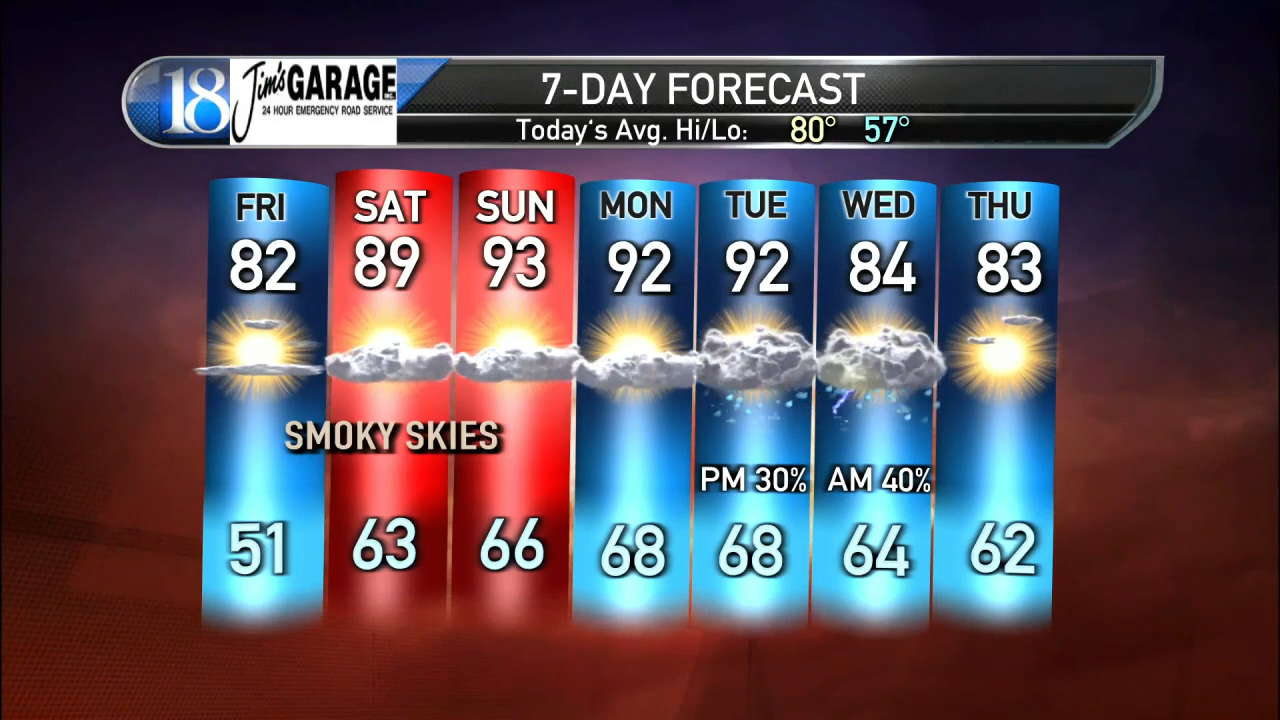 18 Jim's GARAGE INC.
24 HOUR EMERGENCY ROAD SERVICE
7-DAY FORECAST
Today's Avg. Hi/Lo: 80° 57°
FRI SAT SUN MON TUE WED THU
82 89 93 92 92 84 83
SMOKY SKIES
PM 30% AM 40%
51 63 66 68 68 64 62